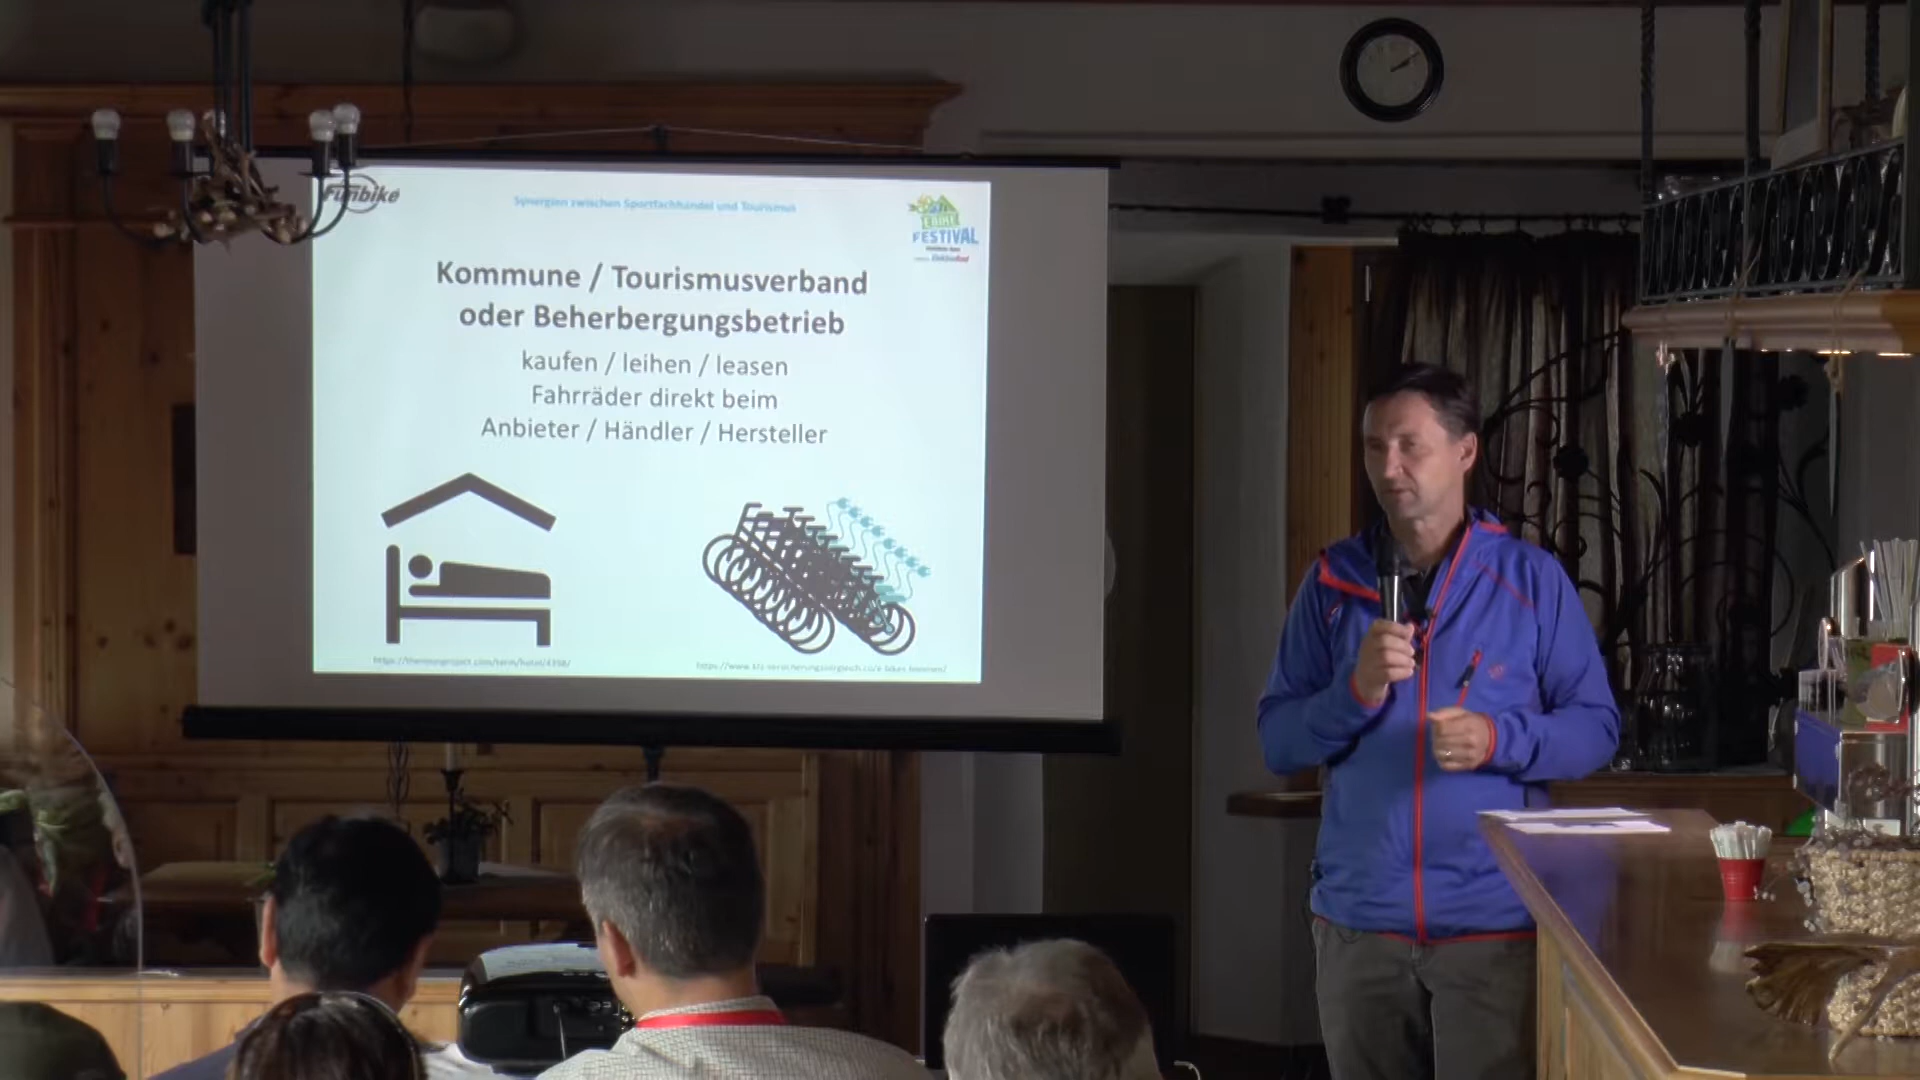 Funbike
Synergien zwischen Sportfachhandel und Tourismus
EBIKE
FESTIVAL
Kommune / Tourismusverband
oder Beherbergungsbetrieb
kaufen / leihen / leasen
Fahrräder direkt beim
Anbieter / Händler / Hersteller